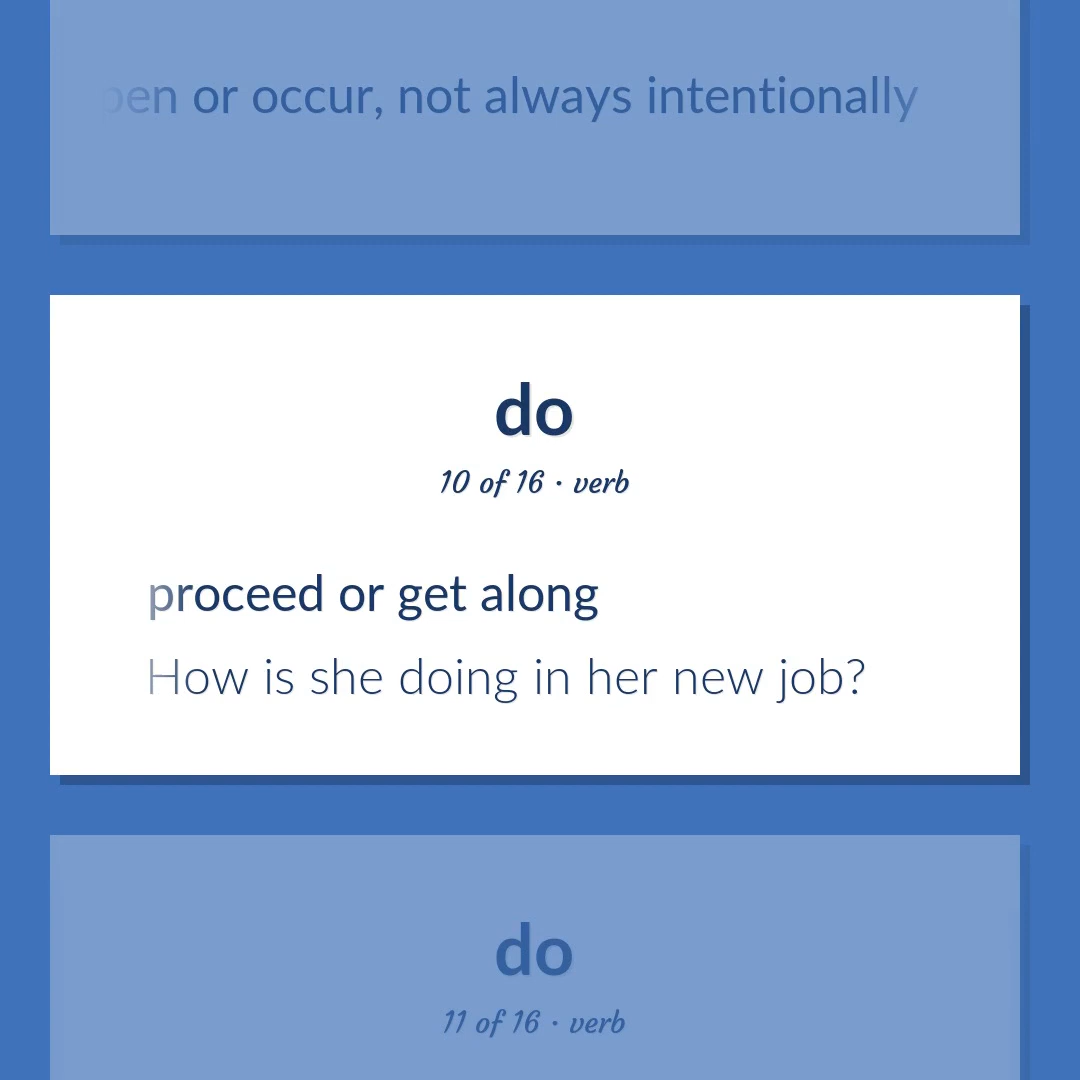 or occur, not always intentionally
do
10 of 16 · verb
proceed or get along
How is she doing in her new job?
do
11 of 16 · verb